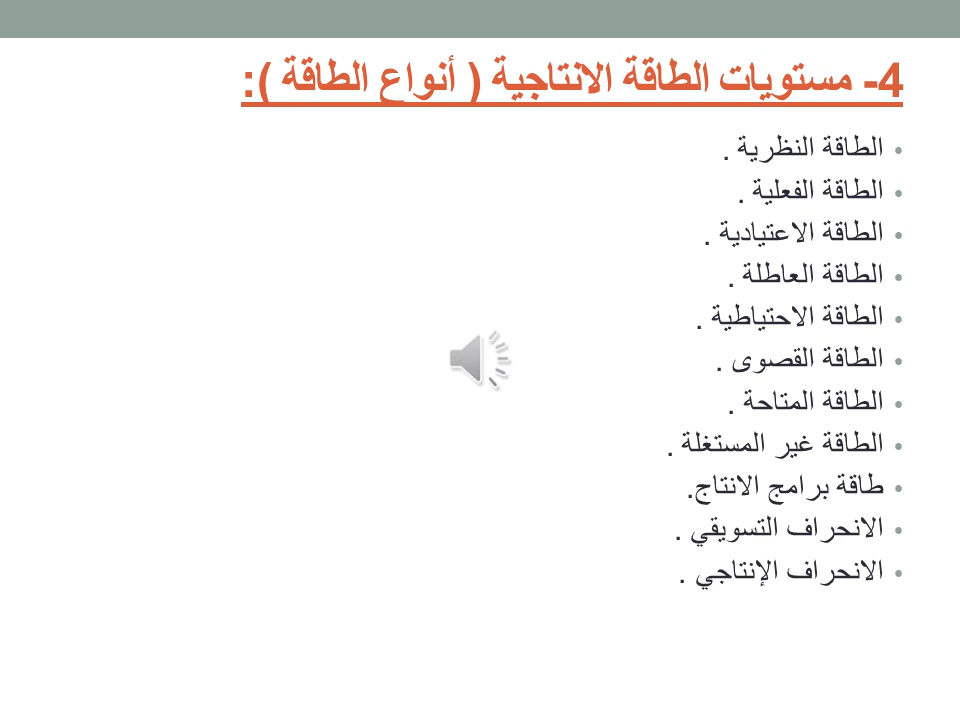 4- مستويات الطاقة الانتاجية ( أنواع الطاقة ):
• الطاقة النظرية .
• الطاقة الفعلية .
• الطاقة الاعتيادية .
• الطاقة العاطلة .
• الطاقة الاحتياطية .
• الطاقة القصوى .
• الطاقة المتاحة .
• الطاقة غير المستغلة .
• طاقة برامج الانتاج.
• الانحراف التسويقي .
• الانحراف الإنتاجي .